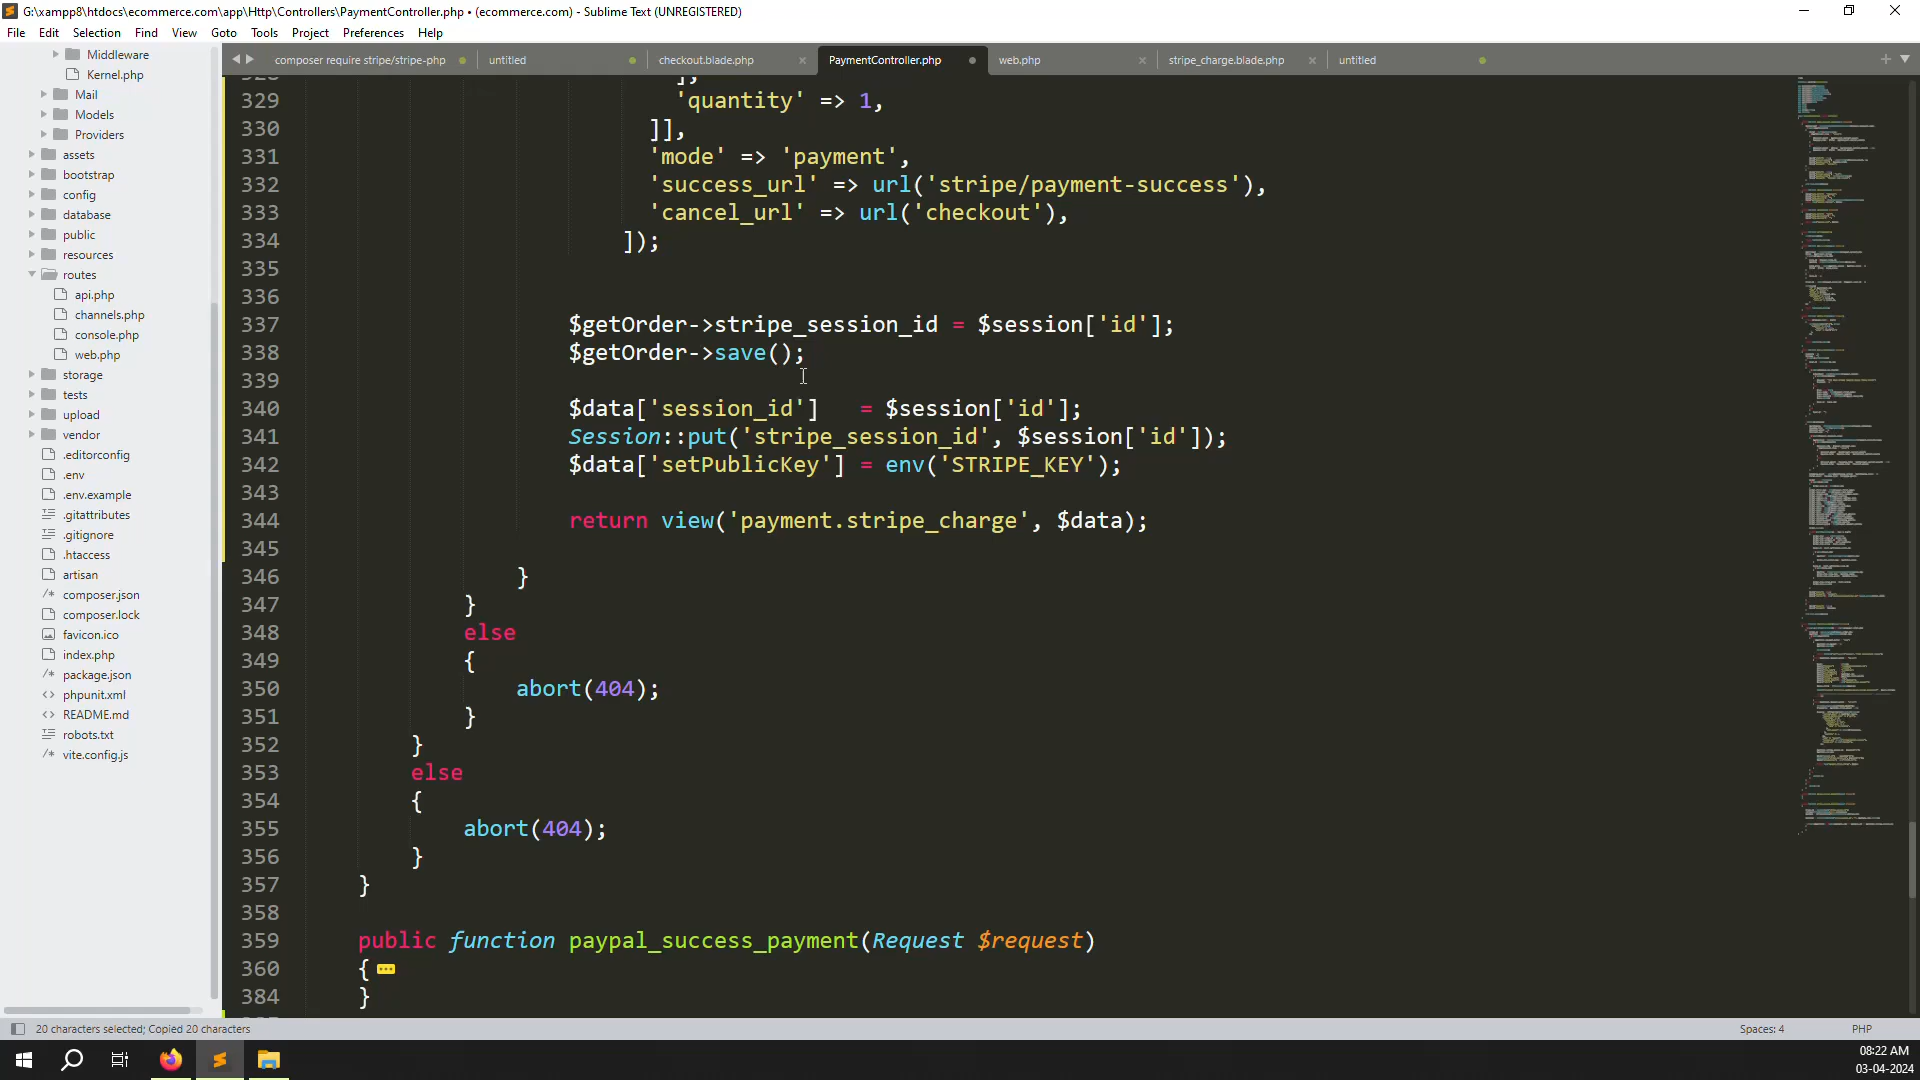 G:\xampp8\htdocs\ecommerce.com\app\Http\Controllers\PaymentController.php • (ecommerce.com) - Sublime Text (UNREGISTERED)
File Edit Selection Find View Goto Tools Project Preferences Help
composer require stripe/stripe-php untitled checkout.blade.php PaymentController.php web.php stripe_charge.blade.php untitled
Middleware
Kernel.php
Mail
Models
Providers
assets
bootstrap
config
database
public
resources
routes
api.php
channels.php
console.php
web.php
storage
tests
upload
vendor
.editorconfig
.env
.env.example
.gitattributes
.gitignore
.htaccess
artisan
composer.json
composer.lock
favicon.ico
index.php
package.json
phpunit.xml
README.md
robots.txt
vite.config.js
328 ],
329 'quantity' => 1,
330 ]],
331 'mode' => 'payment',
332 'success_url' => url('stripe/payment-success'),
333 'cancel_url' => url('checkout'),
334 ]);
335
336
337 $getOrder->stripe_session_id = $session['id'];
338 $getOrder->save();
339
340 $data['session_id']   = $session['id'];
341 Session::put('stripe_session_id', $session['id']);
342 $data['setPublicKey'] = env('STRIPE_KEY');
343
344 return view('payment.stripe_charge', $data);
345
346 }
347 }
348 else
349 {
350 abort(404);
351 }
352 }
353 else
354 {
355 abort(404);
356 }
357 }
358
359 public function paypal_success_payment(Request $request)
360 {
384 }
20 characters selected; Copied 20 characters Spaces: 4 PHP
08:22 AM
03-04-2024